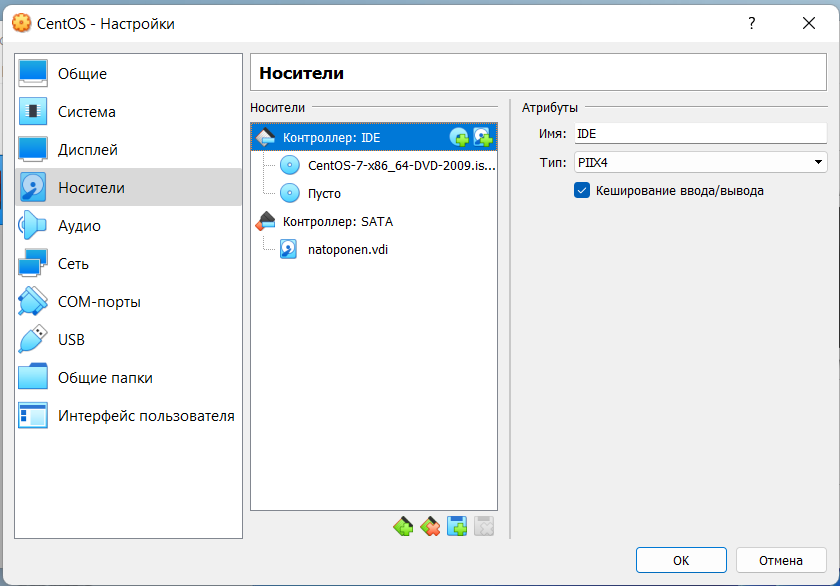 CentOS - Настройки
?
Общие
Система
Дисплей
Носители
Аудио
Сеть
COM-порты
USB
Общие папки
Интерфейс пользователя
Носители
Носители
Контроллер: IDE
CentOS-7-x86_64-DVD-2009.is...
Пусто
Контроллер: SATA
natoponen.vdi
Атрибуты
Имя: IDE
Тип: PIIX4
Кеширование ввода/вывода
OK
Отмена